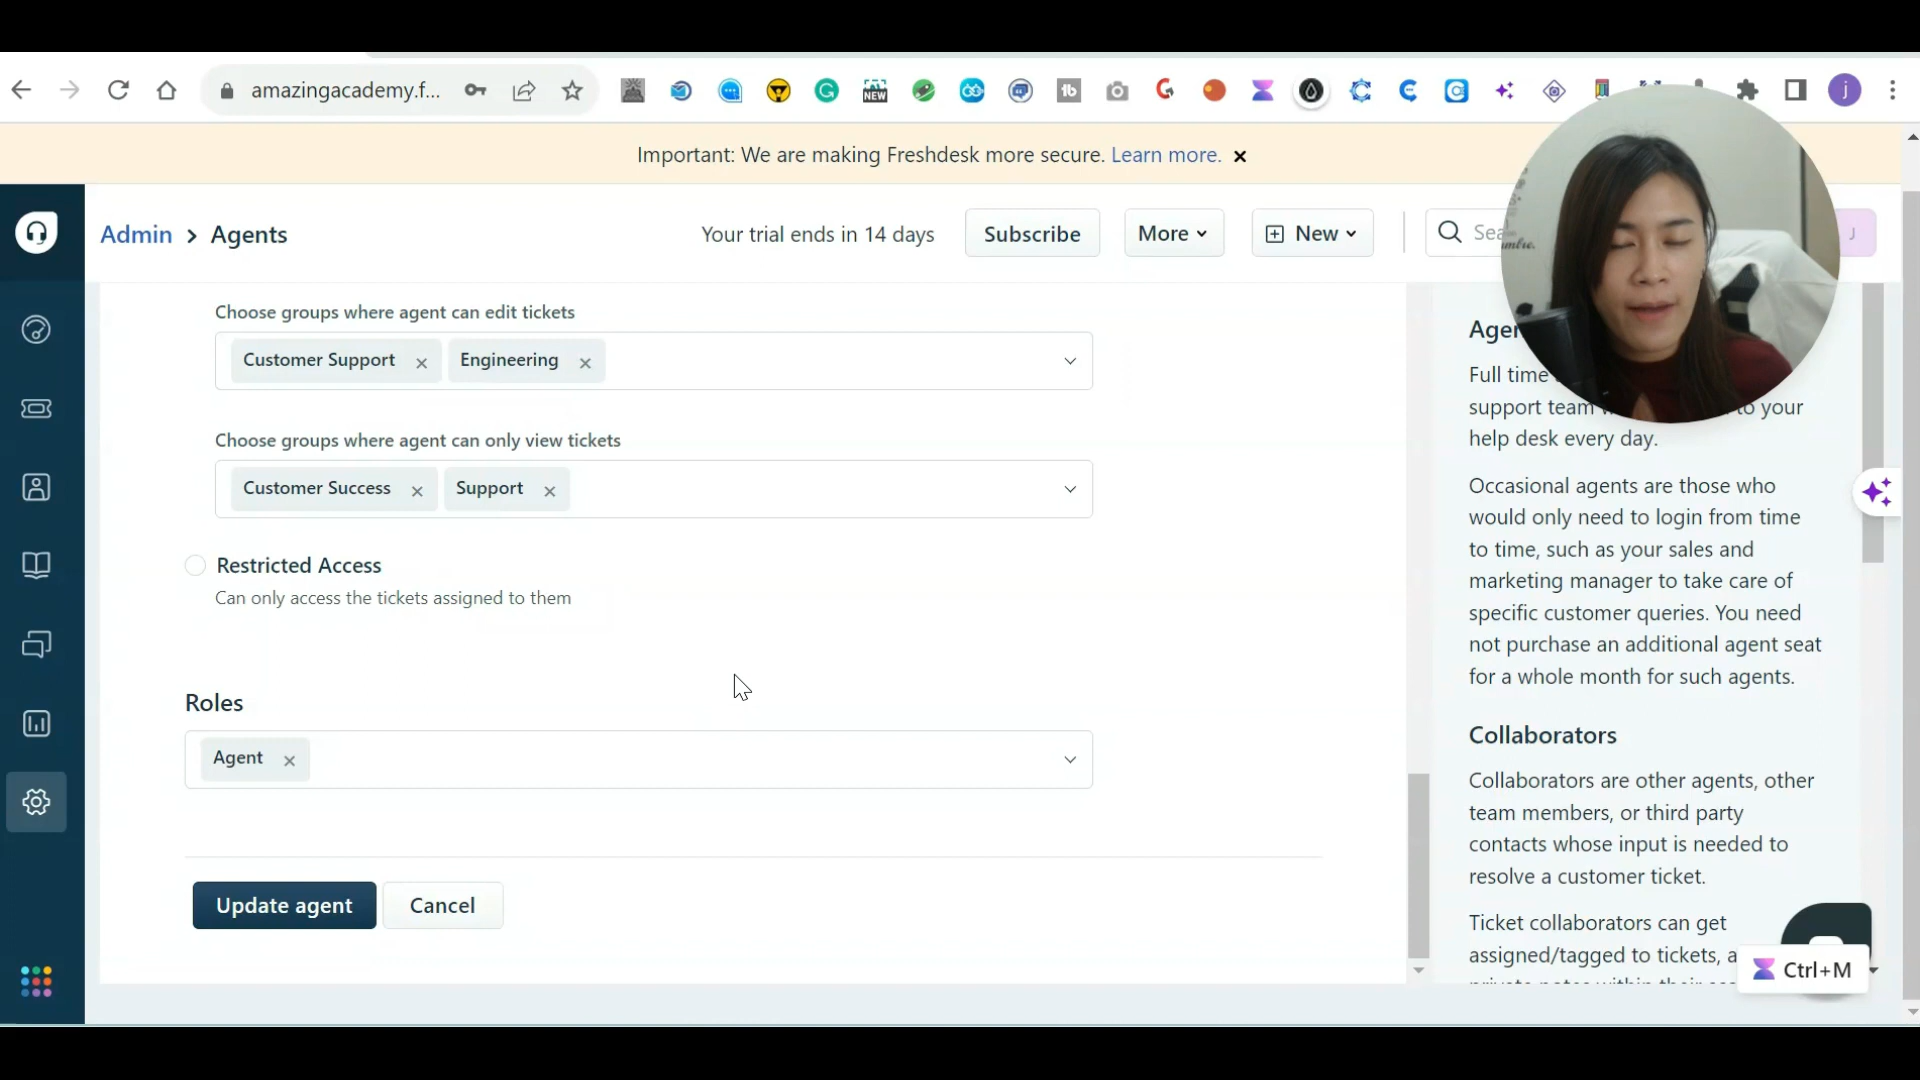 amazingacademy.f...
NEW
Important: We are making Freshdesk more secure. Learn more.
Admin > Agents
Your trial ends in 14 days
Subscribe
More
New
J
Choose groups where agent can edit tickets
Customer Support × Engineering ×
Choose groups where agent can only view tickets
Customer Success × Support ×
Restricted Access
Can only access the tickets assigned to them
Roles
Agent ×
Update agent
Cancel
Full time
support team to your
help desk every day.
Occasional agents are those who
would only need to login from time
to time, such as your sales and
marketing manager to take care of
specific customer queries. You need
not purchase an additional agent seat
for a whole month for such agents.
Collaborators
Collaborators are other agents, other
team members, or third party
contacts whose input is needed to
resolve a customer ticket.
Ticket collaborators can get
assigned/tagged to tickets, a
Ctrl+M